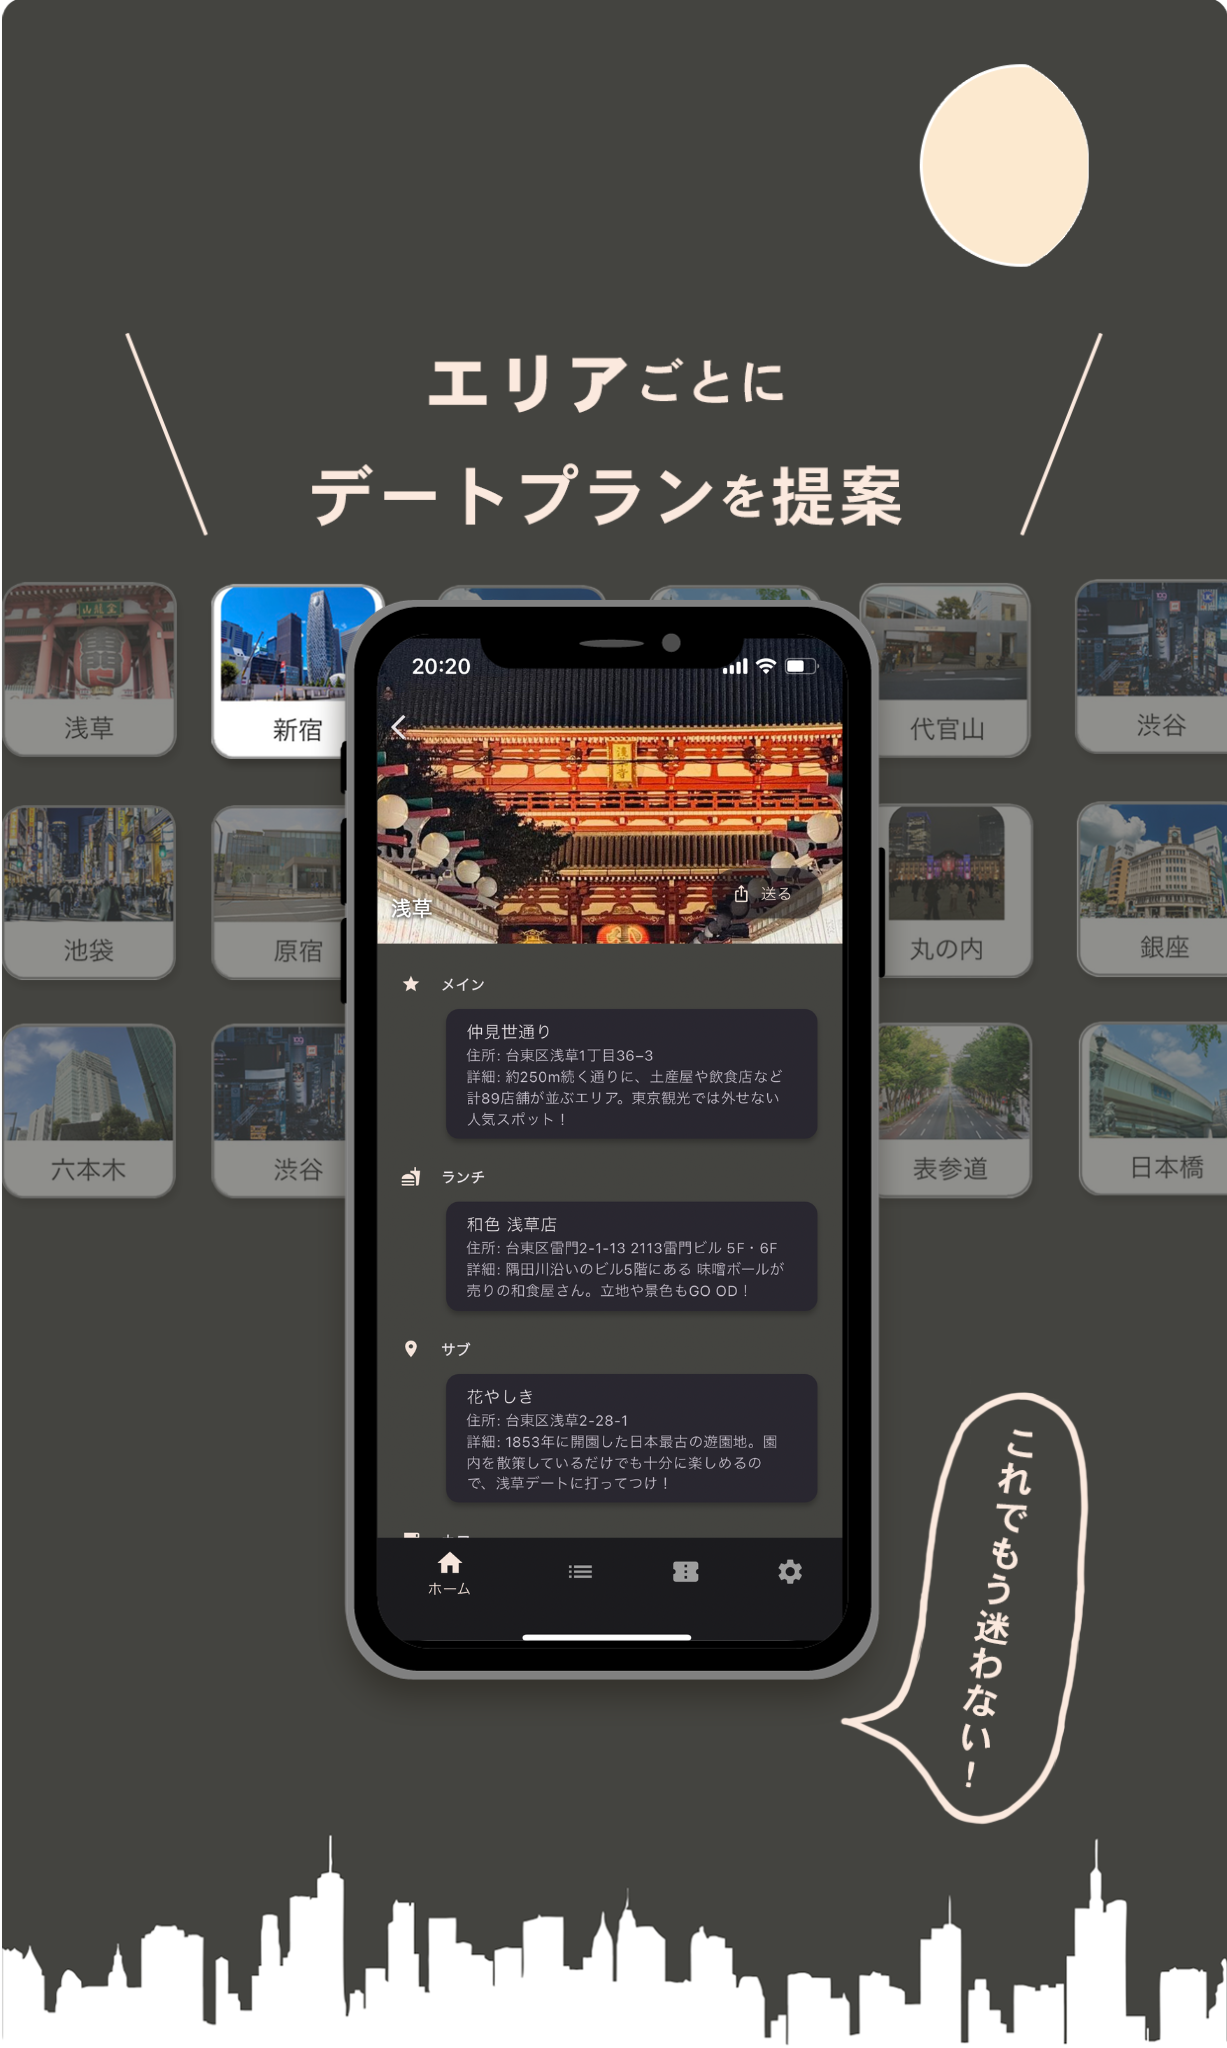 エリアごとに
デートプランを提案
浅草
新宿
代官山
渋谷
池袋
原宿
丸の内
銀座
六本木
渋谷
表参道
日本橋
20:20
浅草寺
浅草
送る
メイン
仲見世通り
住所: 台東区浅草1丁目36−3
詳細: 約250m続く通りに、土産屋や飲食店など
計89店舗が並ぶエリア。東京観光では外せない
人気スポット！
ランチ
和色 浅草店
住所: 台東区雷門2-1-13 2113雷門ビル 5F・6F
詳細: 隅田川沿いのビル5階にある 味噌ボールが
売りの和食屋さん。立地や景色もGO OD！
サブ
花やしき
住所: 台東区浅草2-28-1
詳細: 1853年に開園した日本最古の遊園地。園
内を散策しているだけでも十分に楽しめるの
で、浅草デートに打ってつけ！
ホーム
これでもう迷わない！